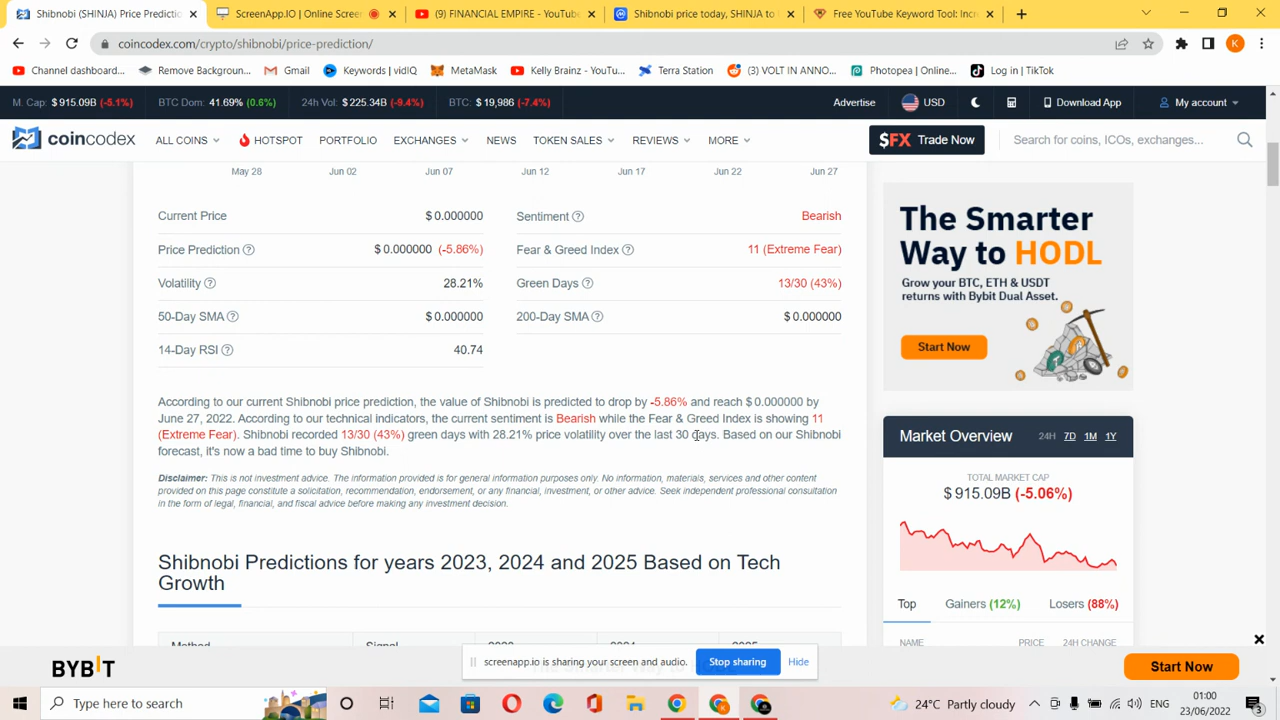 Shibnobi (SHINJA) Price Predictio
ScreenApp.IO | Online Screen
(9) FINANCIAL EMPIRE - YouTube
Shibnobi price today, SHINJA to
Free YouTube Keyword Tool: Incr
coincodex.com/crypto/shibnobi/price-prediction/
K
Channel dashboard...
Remove Backgroun...
Gmail
Keywords | vidIQ
MetaMask
Kelly Brainz - YouTu...
Terra Station
(3) VOLT IN ANNO...
Photopea | Online...
Log in | TikTok
M. Cap: $ 915.09B (-5.1%)
BTC Dom: 41.69% (0.6%)
24h Vol: $ 225.34B (-9.4%)
BTC: $ 19,986 (-7.4%)
Advertise
USD
Download App
My account
coincodex
ALL COINS
HOTSPOT
PORTFOLIO
EXCHANGES
NEWS
TOKEN SALES
REVIEWS
MORE
$FX Trade Now
Search for coins, ICOs, exchanges...
May 28 Jun 02 Jun 07 Jun 12 Jun 17 Jun 22 Jun 27
Current Price $ 0.000000
Sentiment Bearish
Price Prediction $ 0.000000 (-5.86%)
Fear & Greed Index 11 (Extreme Fear)
Volatility 28.21%
Green Days 13/30 (43%)
50-Day SMA $ 0.000000
200-Day SMA $ 0.000000
14-Day RSI 40.74
According to our current Shibnobi price prediction, the value of Shibnobi is predicted to drop by -5.86% and reach $ 0.000000 by
June 27, 2022. According to our technical indicators, the current sentiment is Bearish while the Fear & Greed Index is showing 11
(Extreme Fear). Shibnobi recorded 13/30 (43%) green days with 28.21% price volatility over the last 30 days. Based on our Shibnobi
forecast, it's now a bad time to buy Shibnobi.
Disclaimer: This is not investment advice. The information provided is for general information purposes only. No information, materials, services and other content
provided on this page constitute a solicitation, recommendation, endorsement, or any financial, investment, or other advice. Seek independent professional consultation
in the form of legal, financial, and fiscal advice before making any investment decision.
Shibnobi Predictions for years 2023, 2024 and 2025 Based on Tech
Growth
Method Signal 2023 2024 2025
The Smarter
Way to HODL
Grow your BTC, ETH & USDT
returns with Bybit Dual Asset.
Start Now
Market Overview 24H 7D 1M 1Y
TOTAL MARKET CAP
$ 915.09B (-5.06%)
Top Gainers (12%) Losers (88%)
NAME PRICE 24H CHANGE
BYBIT
screenapp.io is sharing your screen and audio.
Stop sharing
Hide
Start Now
Type here to search
24°C Partly cloudy
ENG
01:00
23/06/2022
3